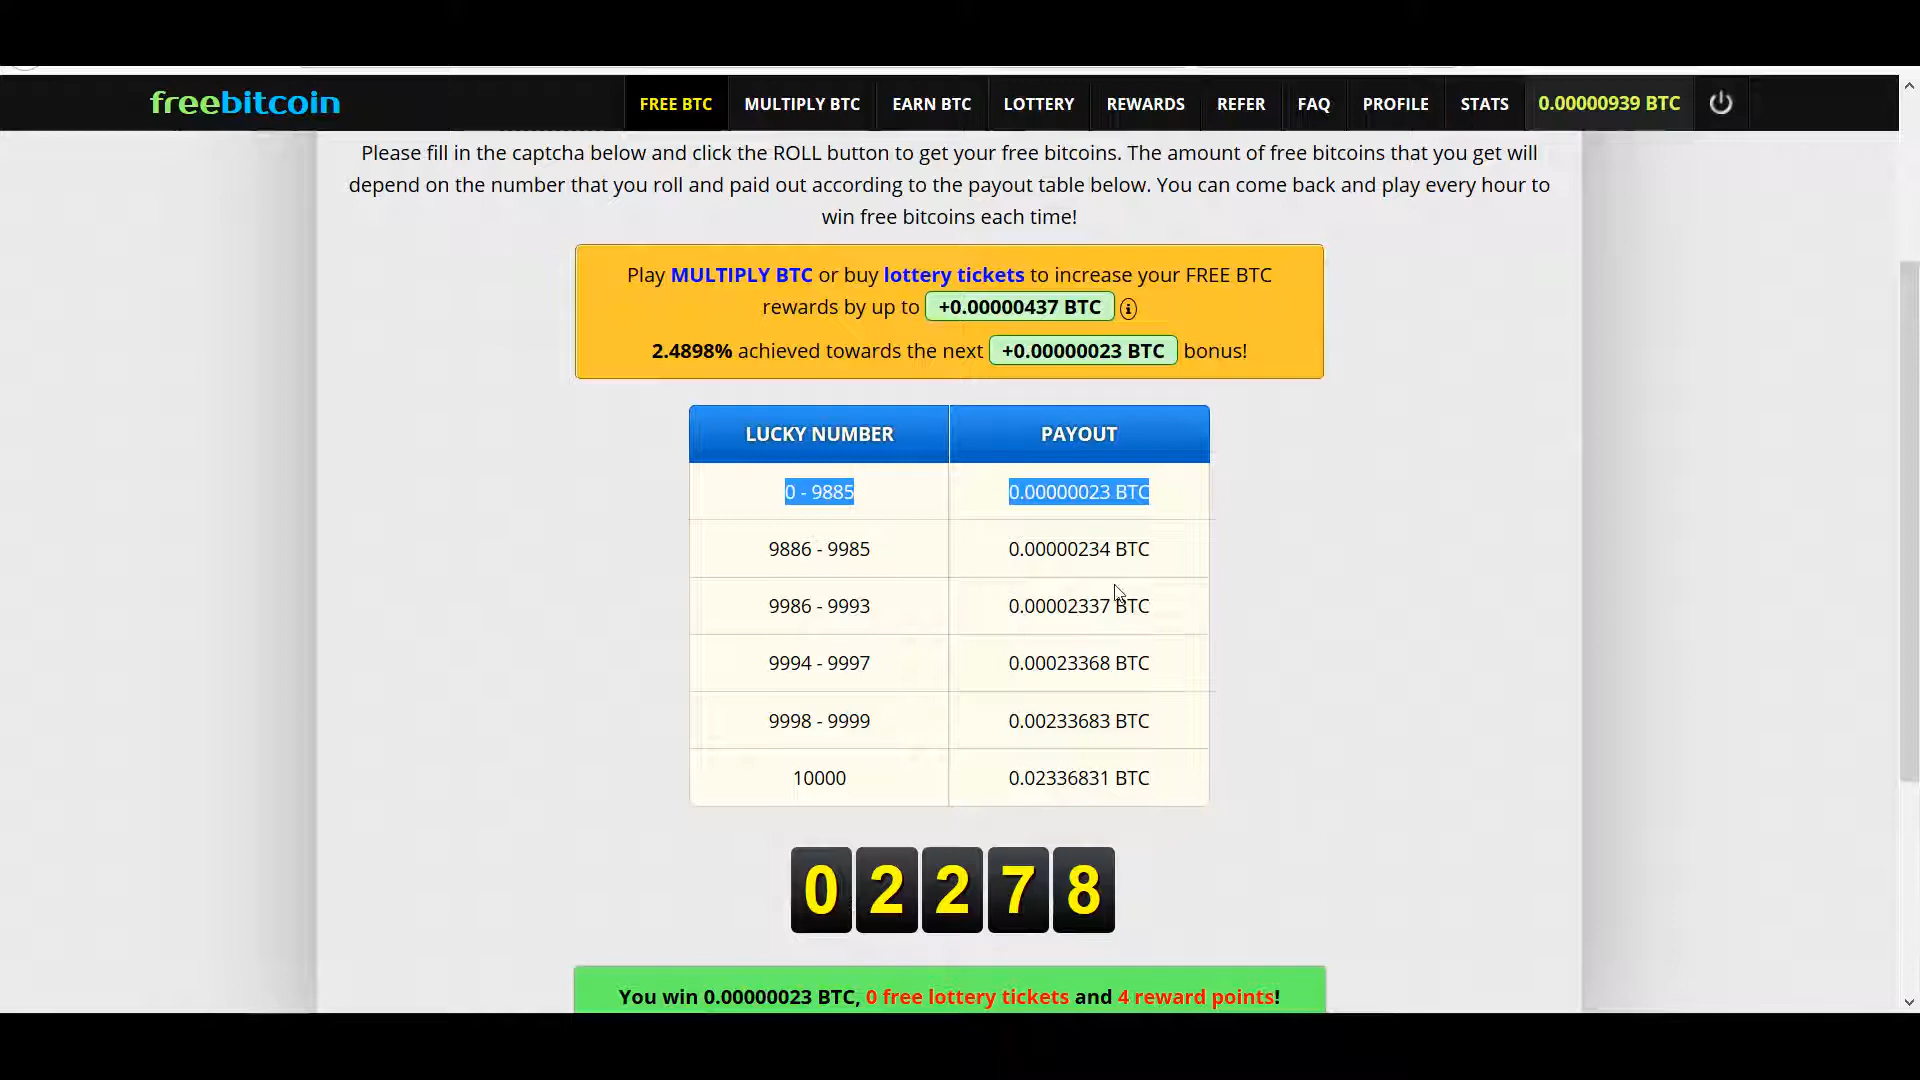 freebitcoin
FREE BTC MULTIPLY BTC EARN BTC LOTTERY REWARDS REFER FAQ PROFILE STATS 0.00000939 BTC
Please fill in the captcha below and click the ROLL button to get your free bitcoins. The amount of free bitcoins that you get will
depend on the number that you roll and paid out according to the payout table below. You can come back and play every hour to
win free bitcoins each time!
Play MULTIPLY BTC or buy lottery tickets to increase your FREE BTC
rewards by up to +0.00000437 BTC i
2.4898% achieved towards the next +0.00000023 BTC bonus!
LUCKY NUMBER PAYOUT
0 - 9885 0.00000023 BTC
9886 - 9985 0.00000234 BTC
9986 - 9993 0.00002337 BTC
9994 - 9997 0.00023368 BTC
9998 - 9999 0.00233683 BTC
10000 0.02336831 BTC
0 2 2 7 8
You win 0.00000023 BTC, 0 free lottery tickets and 4 reward points!